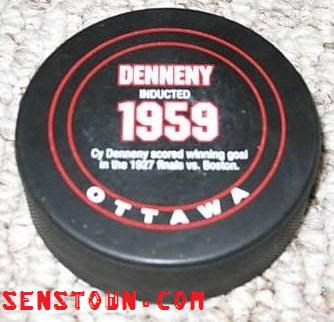 DENNENY
INDUCTED
1959
Cy Denneny scored winning goal
in the 1927 finals vs. Boston.
OTTAWA
SENSTOWN.COM